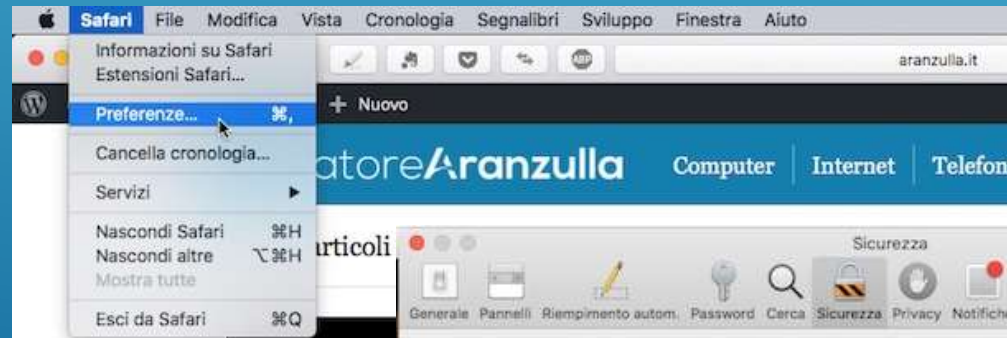 Safari File Modifica Vista Cronologia Segnalibri Sviluppo Finestra Aiuto
Informazioni su Safari
Estensioni Safari...
ABP
aranzulla.it
Preferenze... ⌘,
+ Nuovo
Cancella cronologia...
atoreAranzulla Computer Internet Telefon
Servizi
Nascondi Safari ⌘H
Nascondi altre ⌥⌘H
Mostra tutte
Esci da Safari ⌘Q
rticoli
Sicurezza
Generale Pannelli Riempimento autom. Password Cerca Sicurezza Privacy Notifiche